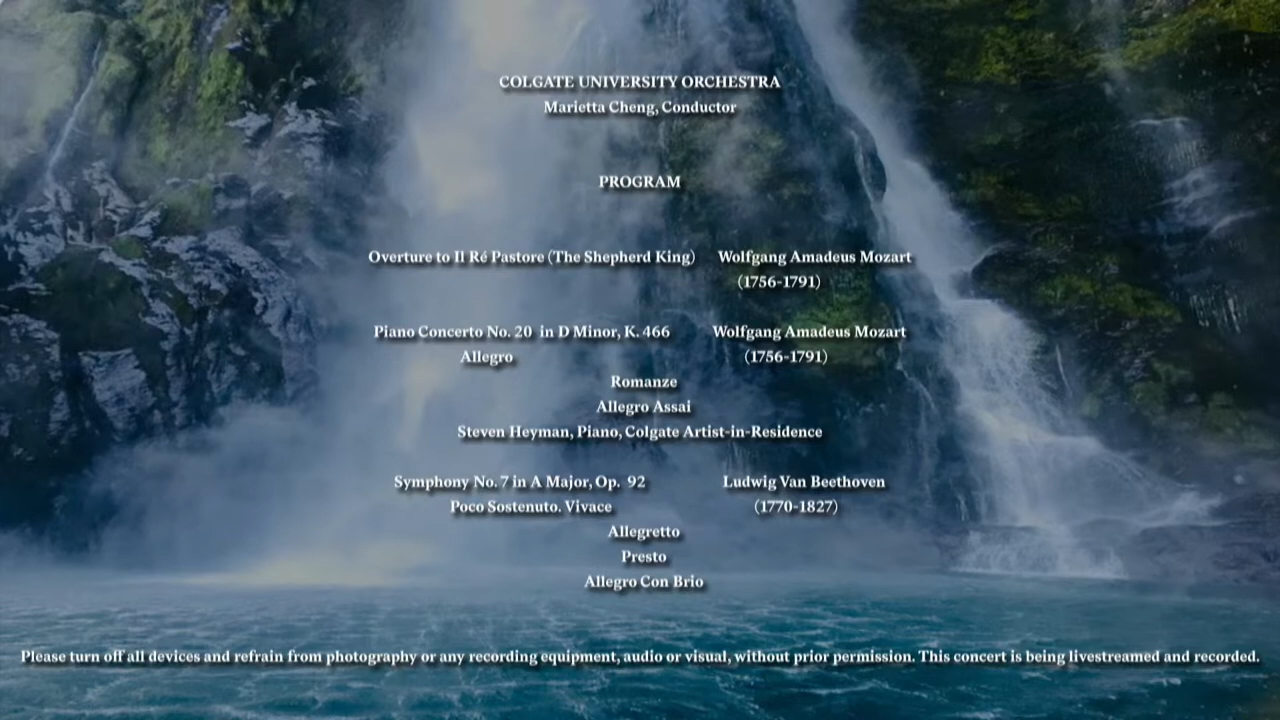 COLGATE UNIVERSITY ORCHESTRA
Marietta Cheng, Conductor
PROGRAM
Overture to Il Ré Pastore (The Shepherd King) Wolfgang Amadeus Mozart
(1756-1791)
Piano Concerto No. 20 in D Minor, K. 466 Wolfgang Amadeus Mozart
Allegro (1756-1791)
Romanze
Allegro Assai
Steven Heyman, Piano, Colgate Artist-in-Residence
Symphony No. 7 in A Major, Op. 92 Ludwig Van Beethoven
Poco Sostenuto. Vivace (1770-1827)
Allegretto
Presto
Allegro Con Brio
Please turn off all devices and refrain from photography or any recording equipment, audio or visual, without prior permission. This concert is being livestreamed and recorded.